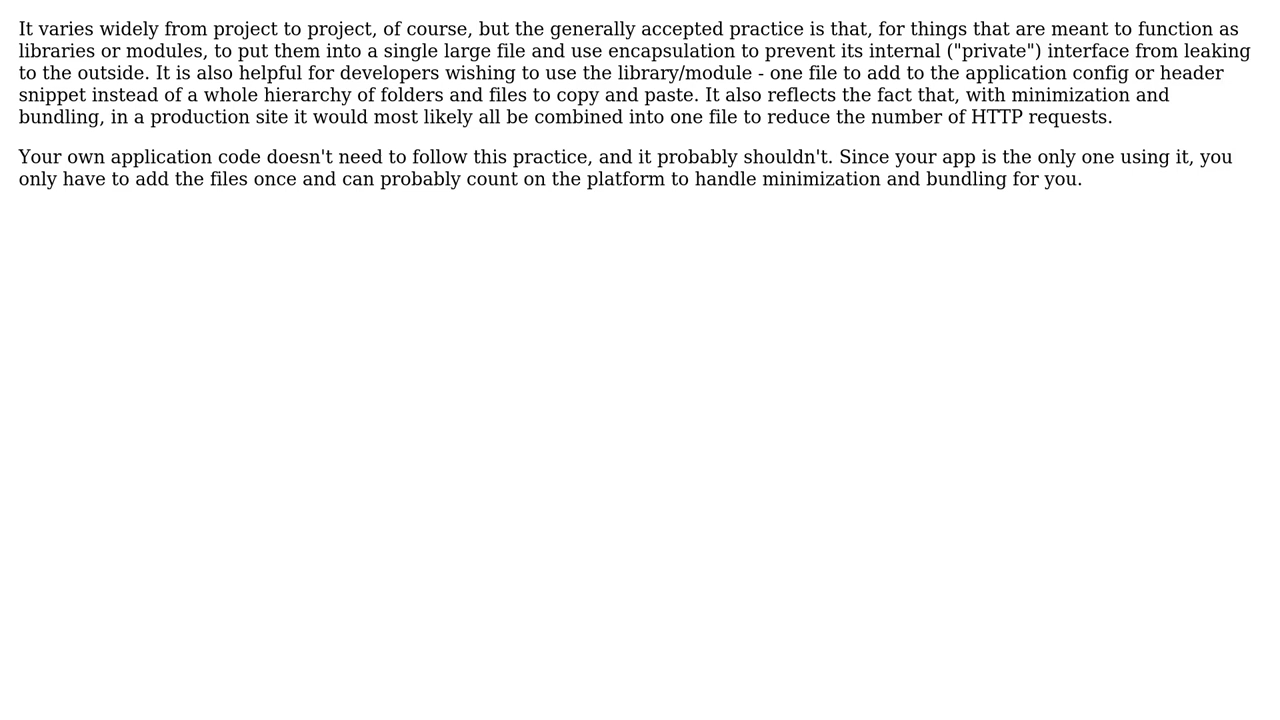 It varies widely from project to project, of course, but the generally accepted practice is that, for things that are meant to function as
libraries or modules, to put them into a single large file and use encapsulation to prevent its internal ("private") interface from leaking
to the outside. It is also helpful for developers wishing to use the library/module - one file to add to the application config or header
snippet instead of a whole hierarchy of folders and files to copy and paste. It also reflects the fact that, with minimization and
bundling, in a production site it would most likely all be combined into one file to reduce the number of HTTP requests.
Your own application code doesn't need to follow this practice, and it probably shouldn't. Since your app is the only one using it, you
only have to add the files once and can probably count on the platform to handle minimization and bundling for you.